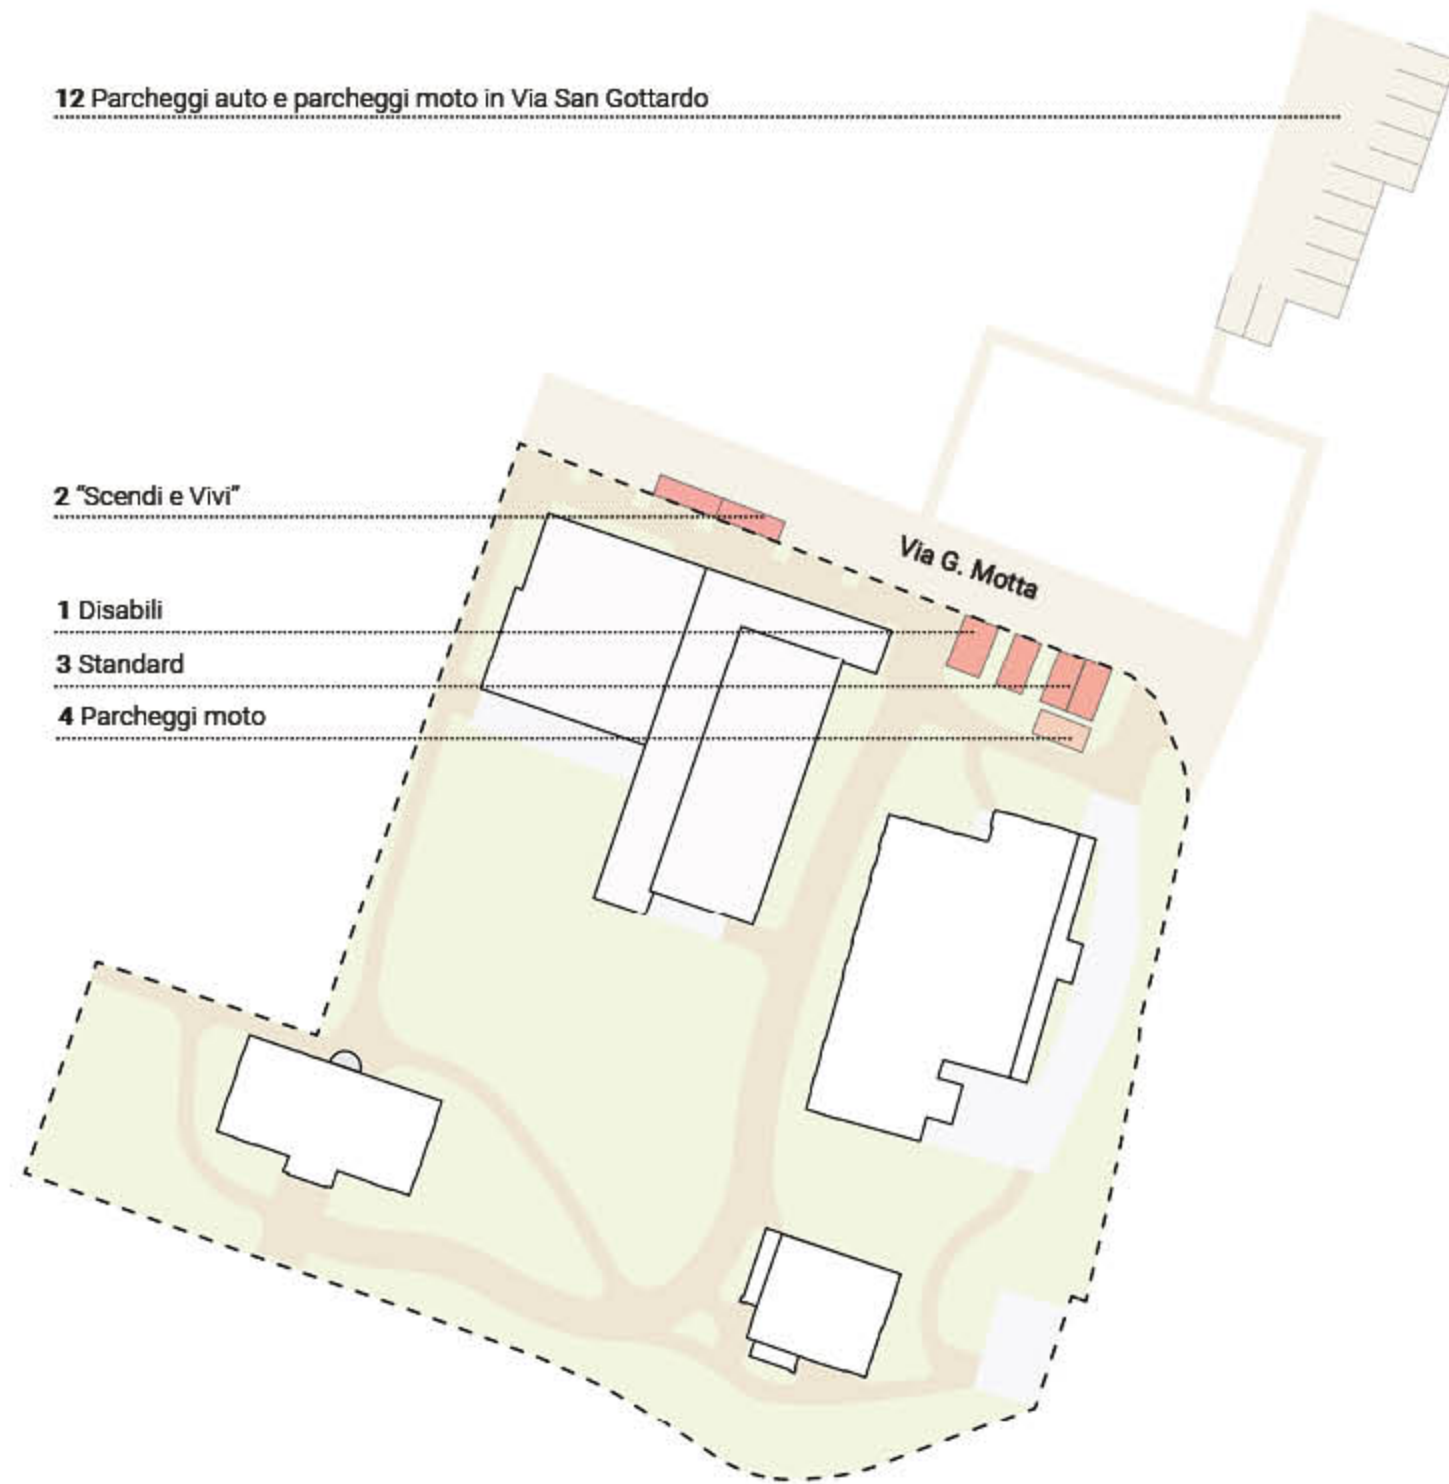 12 Parcheggi auto e parcheggi moto in Via San Gottardo
2 “Scendi e Vivi”
Via G. Motta
1 Disabili
3 Standard
4 Parcheggi moto